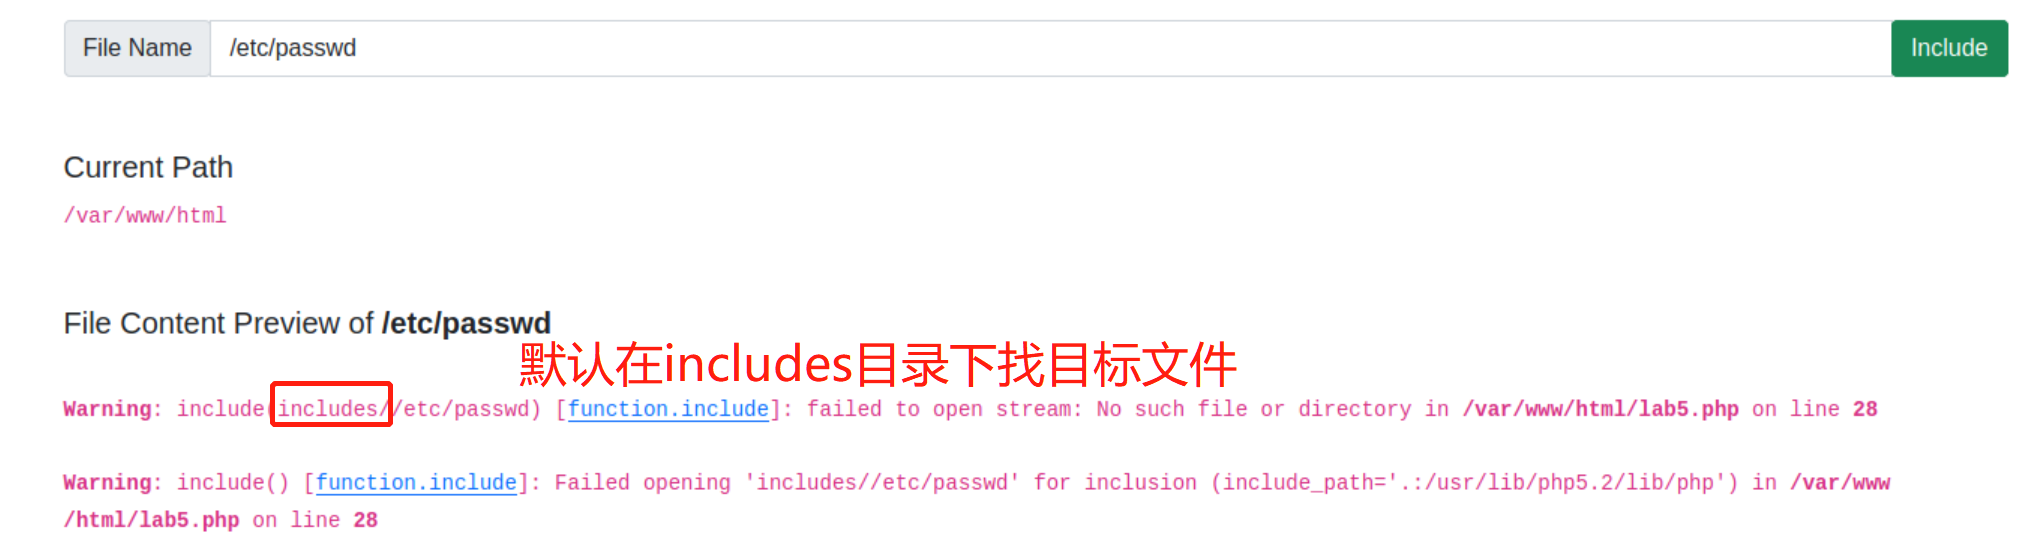 File Name /etc/passwd Include
Current Path
/var/www/html
File Content Preview of /etc/passwd
默认在includes目录下找目标文件
Warning: include(includes//etc/passwd) [function.include]: failed to open stream: No such file or directory in /var/www/html/lab5.php on line 28
Warning: include() [function.include]: Failed opening 'includes//etc/passwd' for inclusion (include_path='.:/usr/lib/php5.2/lib/php') in /var/www
/html/lab5.php on line 28